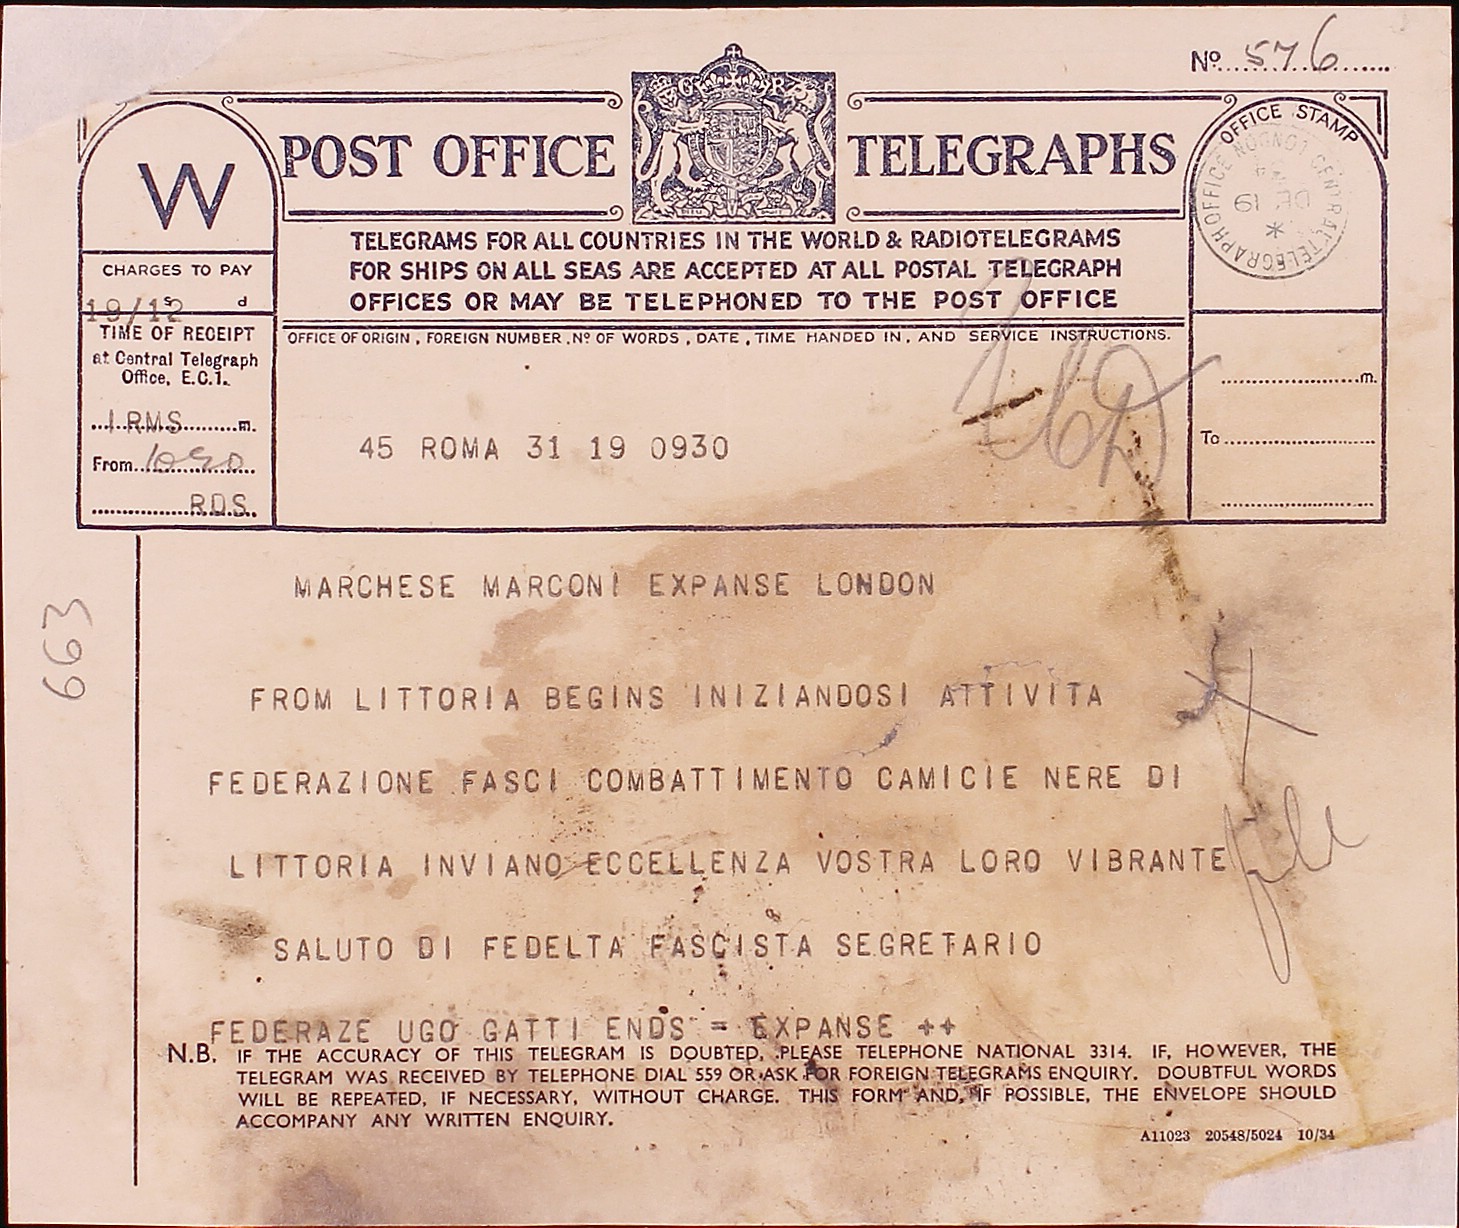 Nº 576
OFFICE STAMP
W
POST OFFICE TELEGRAPHS
TELEGRAPH OFFICE LONDON CENTRAL
19 DE
TELEGRAMS FOR ALL COUNTRIES IN THE WORLD & RADIOTELEGRAMS
FOR SHIPS ON ALL SEAS ARE ACCEPTED AT ALL POSTAL TELEGRAPH
OFFICES OR MAY BE TELEPHONED TO THE POST OFFICE
CHARGES TO PAY
s d
19/12
TIME OF RECEIPT
at Central Telegraph
Office, E.C.1.
IRMS m.
From
R.D.S.
OFFICE OF ORIGIN, FOREIGN NUMBER, Nº OF WORDS, DATE, TIME HANDED IN, AND SERVICE INSTRUCTIONS.
45 ROMA 31 19 0930
m.
To
663
MARCHESE MARCONI EXPANSE LONDON
FROM LITTORIA BEGINS INIZIANDOSI ATTIVITA
FEDERAZIONE FASCI COMBATTIMENTO CAMICIE NERE DI
LITTORIA INVIANO ECCELLENZA VOSTRA LORO VIBRANTE
SALUTO DI FEDELTA FASCISTA SEGRETARIO
FEDERAZE UGO GATTI ENDS = EXPANSE ++
file
N.B. IF THE ACCURACY OF THIS TELEGRAM IS DOUBTED, PLEASE TELEPHONE NATIONAL 3314. IF, HOWEVER, THE
TELEGRAM WAS RECEIVED BY TELEPHONE DIAL 559 OR ASK FOR FOREIGN TELEGRAMS ENQUIRY. DOUBTFUL WORDS
WILL BE REPEATED, IF NECESSARY, WITHOUT CHARGE. THIS FORM AND, IF POSSIBLE, THE ENVELOPE SHOULD
ACCOMPANY ANY WRITTEN ENQUIRY.
A11023 20548/5024 10/34